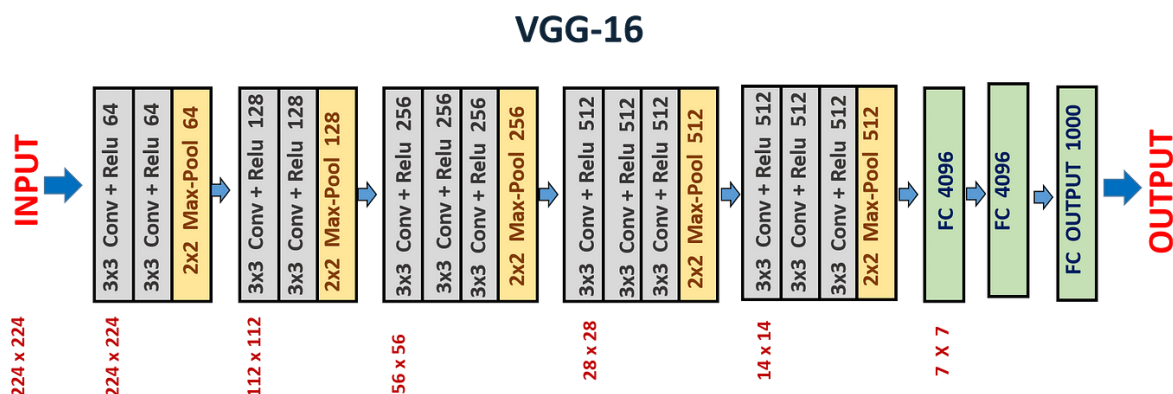 VGG-16
INPUT
3x3 Conv + Relu 64
3x3 Conv + Relu 64
2x2 Max-Pool 64
3x3 Conv + Relu 128
3x3 Conv + Relu 128
2x2 Max-Pool 128
3x3 Conv + Relu 256
3x3 Conv + Relu 256
3x3 Conv + Relu 256
2x2 Max-Pool 256
3x3 Conv + Relu 512
3x3 Conv + Relu 512
3x3 Conv + Relu 512
2x2 Max-Pool 512
3x3 Conv + Relu 512
3x3 Conv + Relu 512
3x3 Conv + Relu 512
2x2 Max-Pool 512
FC 4096
FC 4096
FC OUTPUT 1000
OUTPUT
224 x 224
224 x 224
112 x 112
56 x 56
28 x 28
14 x 14
7 X 7